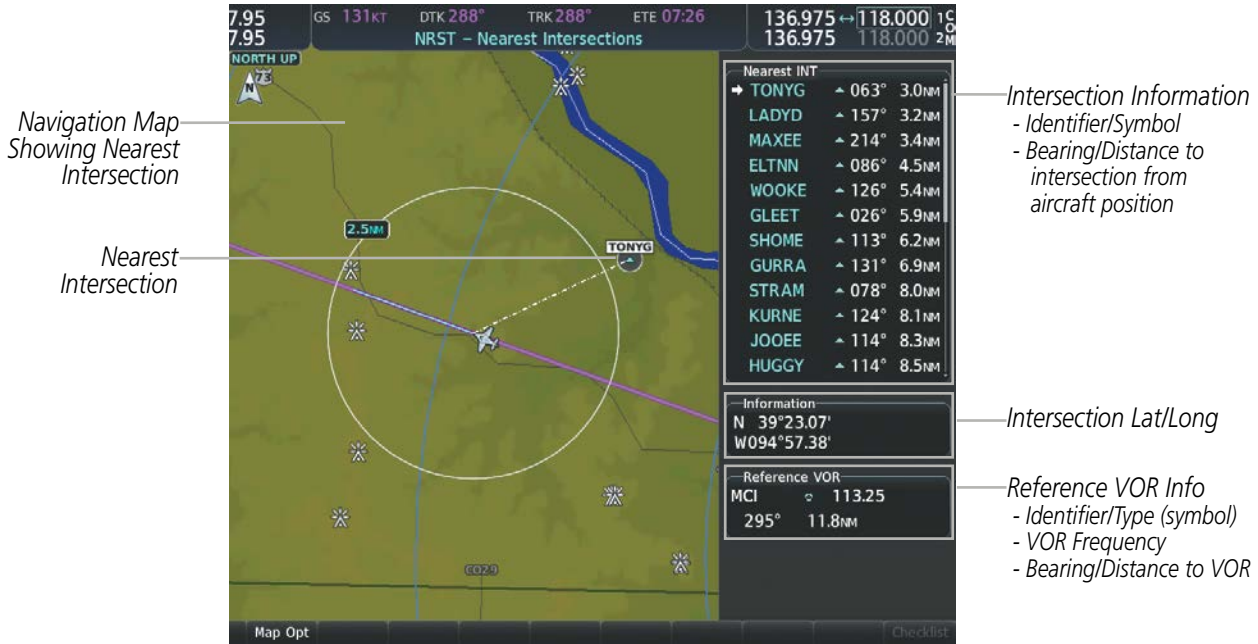 7.95 GS 131KT DTK 288° TRK 288° ETE 07:26 136.975 ↔ 118.000 1 C
O
7.95 NRST – Nearest Intersections 136.975 118.000 2 M
NORTH UP
N
73
Navigation Map
Showing Nearest
Intersection
Nearest
Intersection
2.5NM
TONYG
CO29
Nearest INT
TONYG 063° 3.0NM
LADYD 157° 3.2NM
MAXEE 214° 3.4NM
ELTNN 086° 4.5NM
WOOKE 126° 5.4NM
GLEET 026° 5.9NM
SHOME 113° 6.2NM
GURRA 131° 6.9NM
STRAM 078° 8.0NM
KURNE 124° 8.1NM
JOOEE 114° 8.3NM
HUGGY 114° 8.5NM
Intersection Information
- Identifier/Symbol
- Bearing/Distance to
intersection from
aircraft position
Information
N 39°23.07'
W094°57.38'
Intersection Lat/Long
Reference VOR
MCI 113.25
295° 11.8NM
Reference VOR Info
- Identifier/Type (symbol)
- VOR Frequency
- Bearing/Distance to VOR
Map Opt Checklist